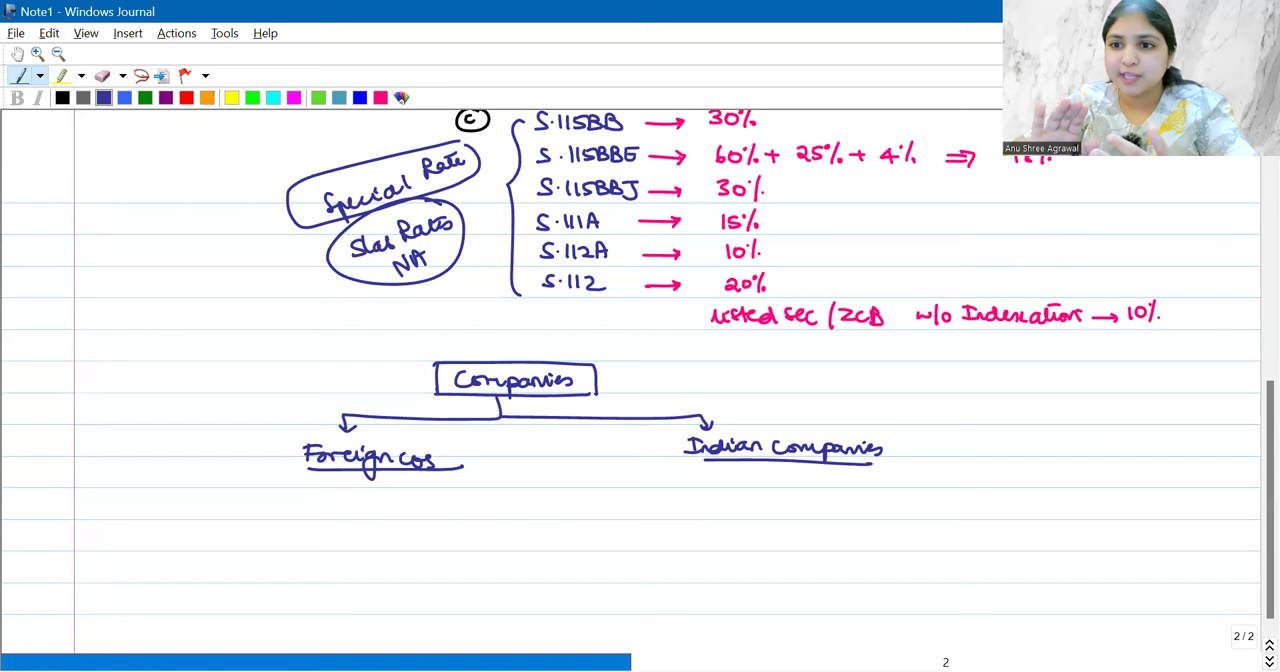 Note1 - Windows Journal
File Edit View Insert Actions Tools Help
B I
Anu Shree Agrawal
C
S.115BB → 30%
S.115BBE → 60% + 25% + 4% ⇒
S.115BBJ → 30%.
S.111A → 15%
S.112A → 10%.
S.112 → 20%
Special Rate
Slab Rates
NA
listed sec / ZCB w/o Indexation → 10%.
Companies
Foreign cos
Indian Companies
2 / 2
2